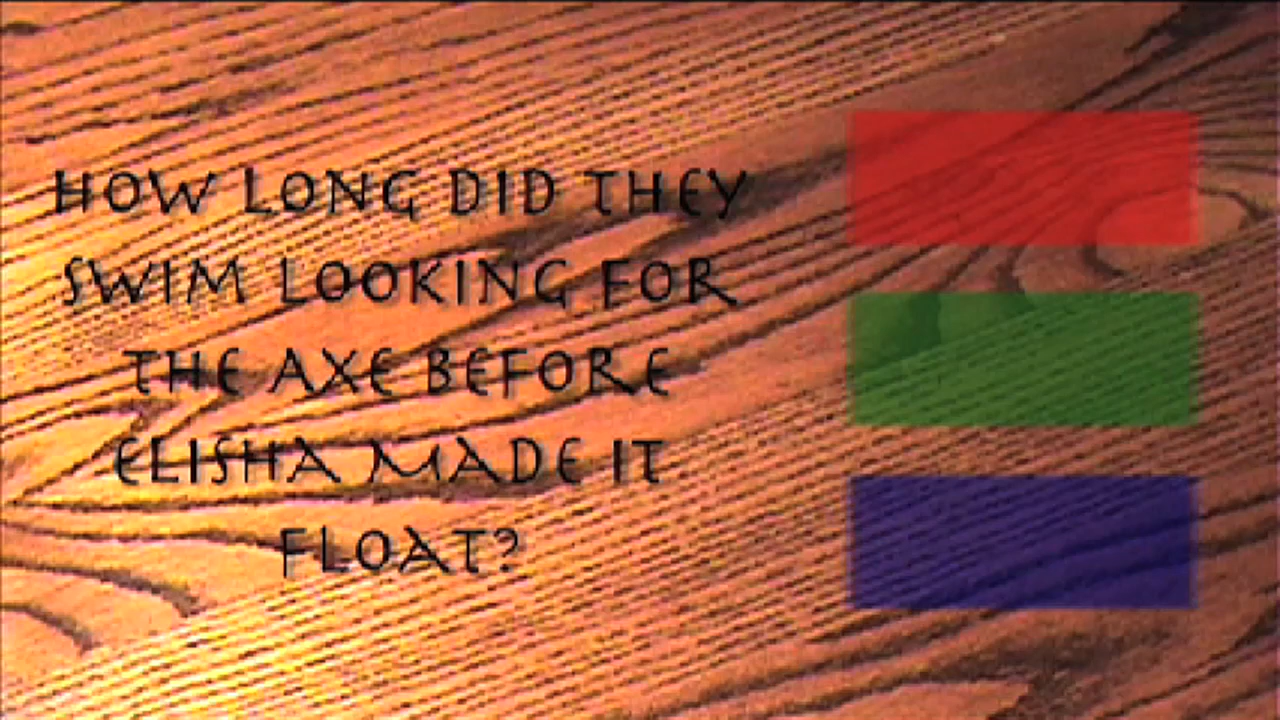 HOW LONG DID THEY
SWIM LOOKING FOR
THE AXE BEFORE
ELISHA MADE IT
FLOAT?